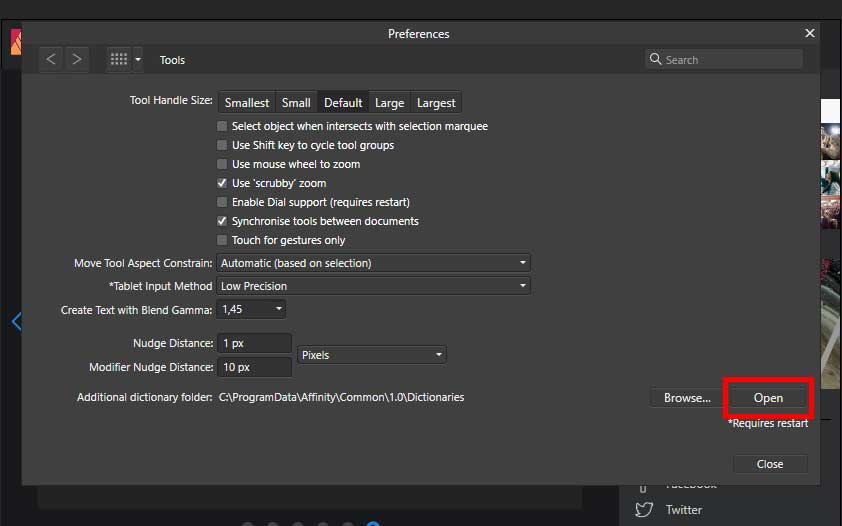 Preferences
Tools
Search
Tool Handle Size: Smallest Small Default Large Largest
Select object when intersects with selection marquee
Use Shift key to cycle tool groups
Use mouse wheel to zoom
Use 'scrubby' zoom
Enable Dial support (requires restart)
Synchronise tools between documents
Touch for gestures only
Move Tool Aspect Constrain: Automatic (based on selection)
*Tablet Input Method Low Precision
Create Text with Blend Gamma: 1,45
Nudge Distance: 1 px
Pixels
Modifier Nudge Distance: 10 px
Additional dictionary folder: C:\ProgramData\Affinity\Common\1.0\Dictionaries Browse... Open
*Requires restart
Close
Facebook
Twitter